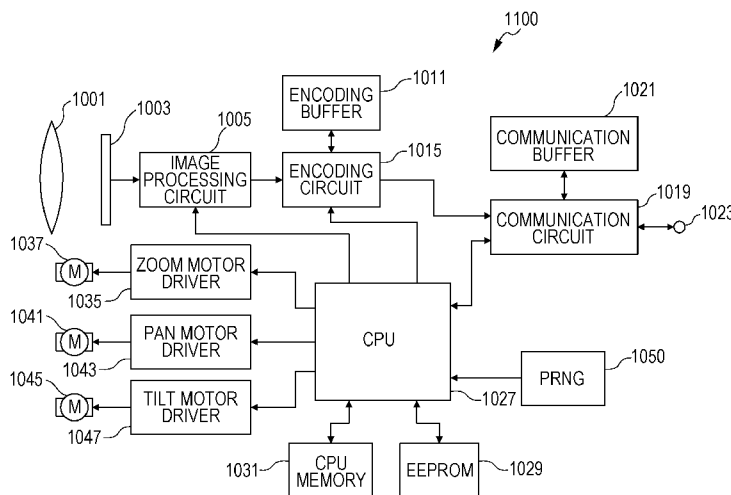 1100
1001
1003
1005
1011
ENCODING
BUFFER
1021
COMMUNICATION
BUFFER
IMAGE
PROCESSING
CIRCUIT
1015
ENCODING
CIRCUIT
1019
COMMUNICATION
CIRCUIT
1023
1037
M
ZOOM MOTOR
DRIVER
1035
1041
M
PAN MOTOR
DRIVER
1043
CPU
1027
PRNG
1050
1045
M
TILT MOTOR
DRIVER
1047
1031
CPU
MEMORY
EEPROM
1029